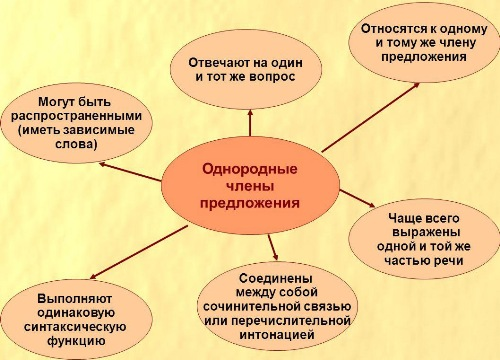 Относятся к одному
и тому же члену
предложения
Отвечают на один
и тот же вопрос
Могут быть
распространенными
(иметь зависимые
слова)
Однородные
члены
предложения
Чаще всего
выражены
одной и той же
частью речи
Соединены
между собой
сочинительной связью
или перечислительной
интонацией
Выполняют
одинаковую
синтаксическую
функцию